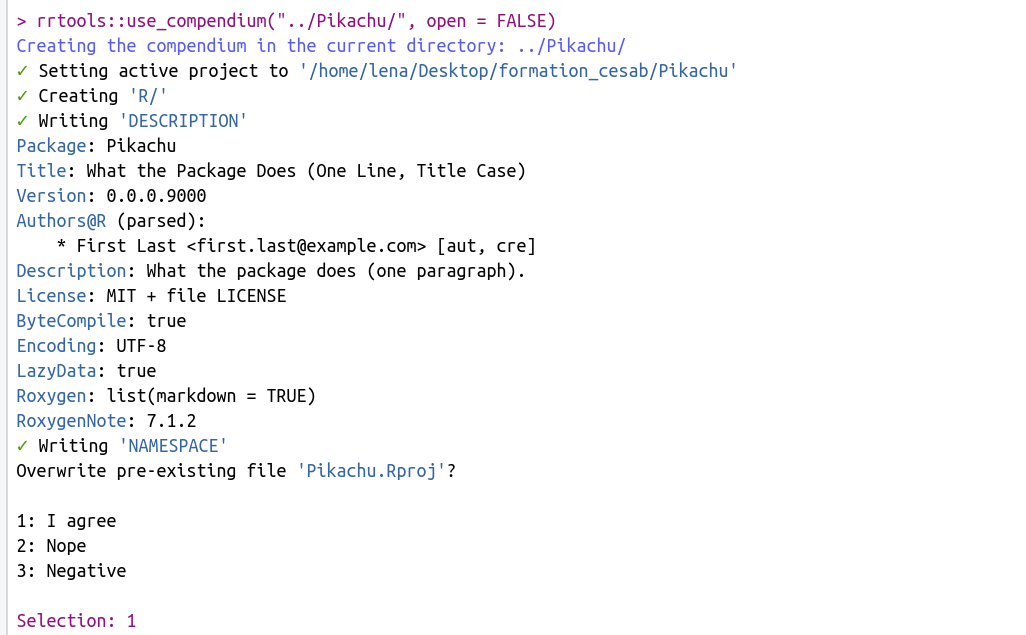 > rrtools::use_compendium("../Pikachu/", open = FALSE)
Creating the compendium in the current directory: ../Pikachu/
✓ Setting active project to '/home/lena/Desktop/formation_cesab/Pikachu'
✓ Creating 'R/'
✓ Writing 'DESCRIPTION'
Package: Pikachu
Title: What the Package Does (One Line, Title Case)
Version: 0.0.0.9000
Authors@R (parsed):
    * First Last <first.last@example.com> [aut, cre]
Description: What the package does (one paragraph).
License: MIT + file LICENSE
ByteCompile: true
Encoding: UTF-8
LazyData: true
Roxygen: list(markdown = TRUE)
RoxygenNote: 7.1.2
✓ Writing 'NAMESPACE'
Overwrite pre-existing file 'Pikachu.Rproj'?

1: I agree
2: Nope
3: Negative

Selection: 1